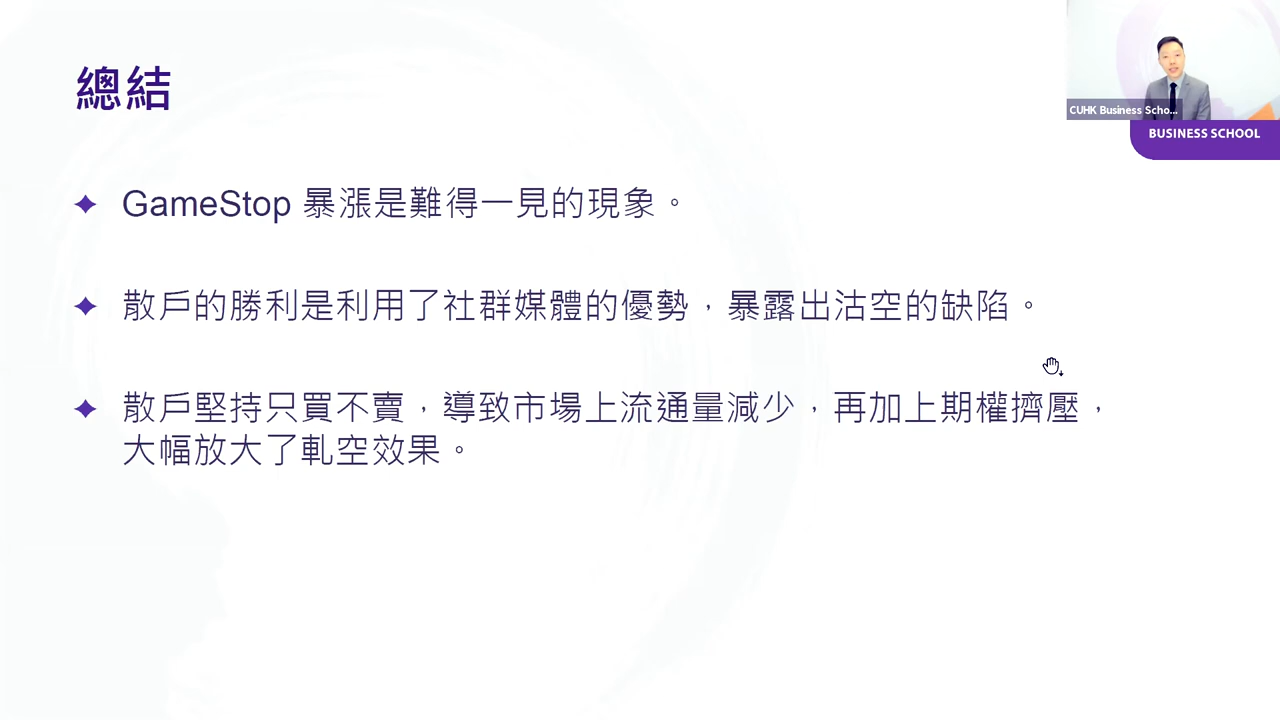 總結
CUHK Business Scho...
BUSINESS SCHOOL
GameStop 暴漲是難得一見的現象。
散戶的勝利是利用了社群媒體的優勢，暴露出沽空的缺陷。
散戶堅持只買不賣，導致市場上流通量減少，再加上期權擠壓，
大幅放大了軋空效果。